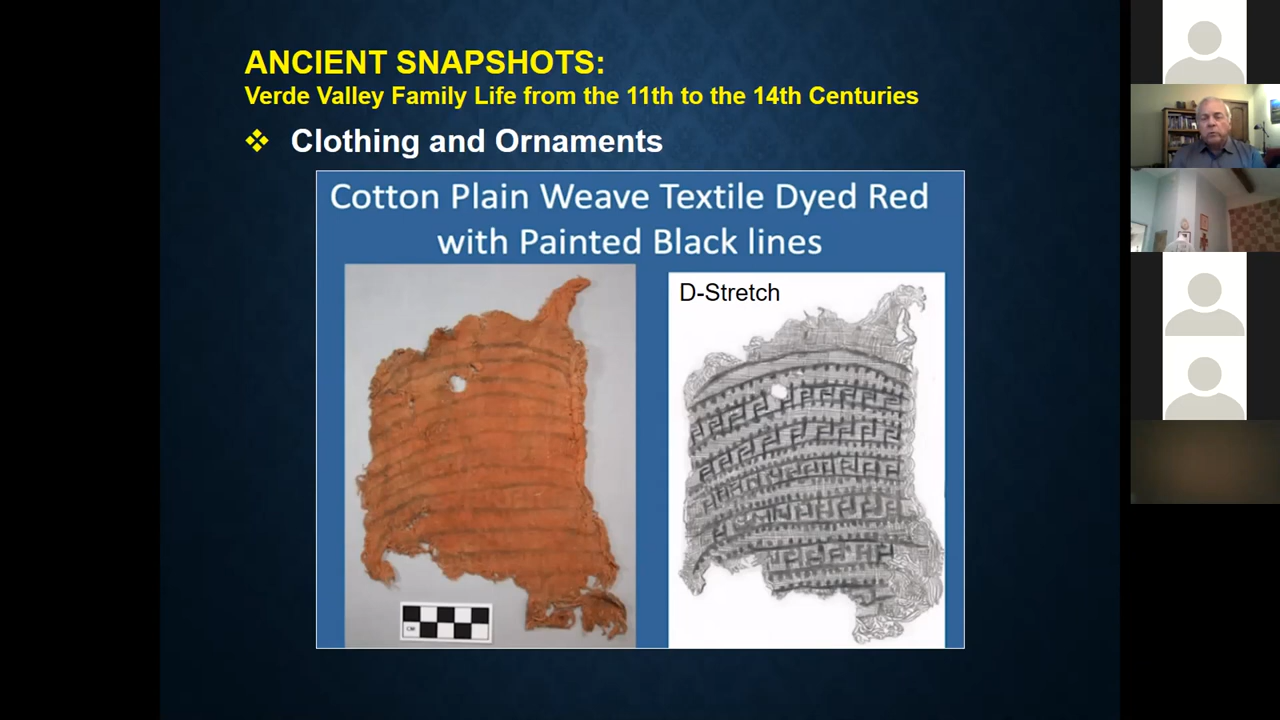 ANCIENT SNAPSHOTS:
Verde Valley Family Life from the 11th to the 14th Centuries
Clothing and Ornaments
Cotton Plain Weave Textile Dyed Red
with Painted Black lines
D-Stretch
CM